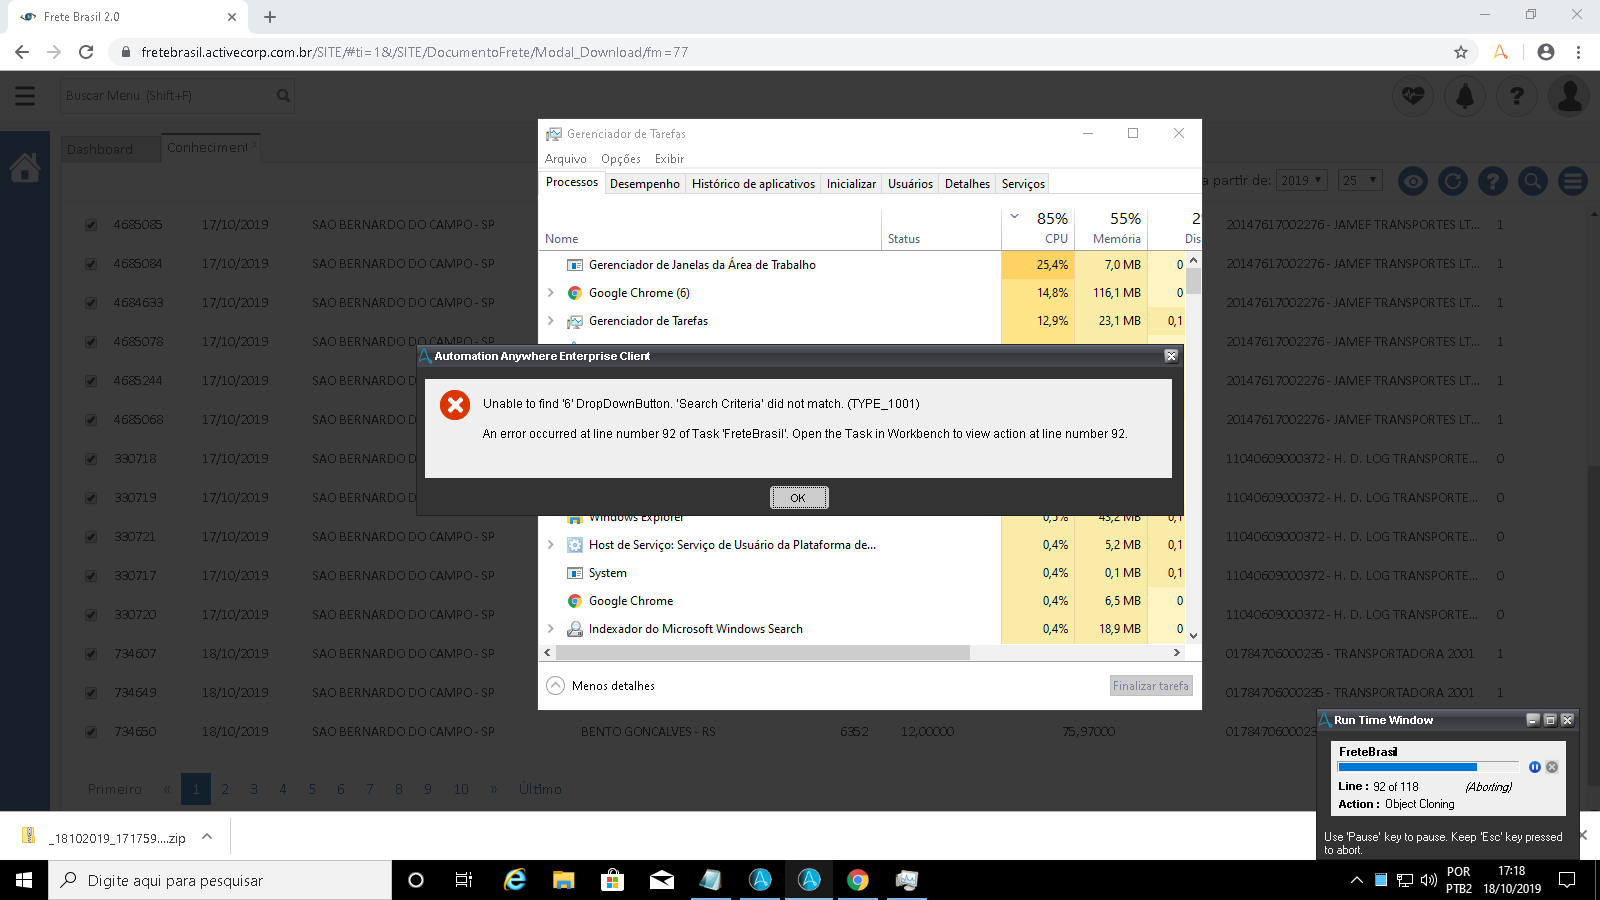 Frete Brasil 2.0
fretebrasil.activecorp.com.br/SITE/#ti=1&/SITE/DocumentoFrete/Modal_Download/fm=77
Buscar Menu (Shift+F)
Dashboard
Conheciment
a partir de: 2019 25
4685085 17/10/2019 SAO BERNARDO DO CAMPO - SP 20147617002276 - JAMEF TRANSPORTES LT... 1
4685084 17/10/2019 SAO BERNARDO DO CAMPO - SP 20147617002276 - JAMEF TRANSPORTES LT... 1
4684633 17/10/2019 SAO BERNARDO DO CAMPO - SP 20147617002276 - JAMEF TRANSPORTES LT... 1
4685078 17/10/2019 SAO BERNARDO DO CAMPO - SP 20147617002276 - JAMEF TRANSPORTES LT... 1
4685244 17/10/2019 SAO BERNARDO DO CAMPO - SP 20147617002276 - JAMEF TRANSPORTES LT... 1
4685068 17/10/2019 SAO BERNARDO DO CAMPO - SP 20147617002276 - JAMEF TRANSPORTES LT... 1
330718 17/10/2019 SAO BERNARDO DO CAMPO - SP 11040609000372 - H. D. LOG TRANSPORTE... 0
330719 17/10/2019 SAO BERNARDO DO CAMPO - SP 11040609000372 - H. D. LOG TRANSPORTE... 0
330721 17/10/2019 SAO BERNARDO DO CAMPO - SP 11040609000372 - H. D. LOG TRANSPORTE... 0
330717 17/10/2019 SAO BERNARDO DO CAMPO - SP 11040609000372 - H. D. LOG TRANSPORTE... 0
330720 17/10/2019 SAO BERNARDO DO CAMPO - SP 11040609000372 - H. D. LOG TRANSPORTE... 0
734607 18/10/2019 SAO BERNARDO DO CAMPO - SP 01784706000235 - TRANSPORTADORA 2001 1
734649 18/10/2019 SAO BERNARDO DO CAMPO - SP 01784706000235 - TRANSPORTADORA 2001 1
734650 18/10/2019 SAO BERNARDO DO CAMPO - SP BENTO GONCALVES - RS 6352 12,00000 75,97000 0178470600023
Primeiro « 1 2 3 4 5 6 7 8 9 10 » Último
Gerenciador de Tarefas
Arquivo Opções Exibir
Processos Desempenho Histórico de aplicativos Inicializar Usuários Detalhes Serviços
85% 55% 2
Nome Status CPU Memória Dis
Gerenciador de Janelas da Área de Trabalho 25,4% 7,0 MB 0
Google Chrome (6) 14,8% 116,1 MB 0
Gerenciador de Tarefas 12,9% 23,1 MB 0,1
Automation Anywhere Enterprise Client
Unable to find '6' DropDownButton. 'Search Criteria' did not match. (TYPE_1001)
An error occurred at line number 92 of Task 'FreteBrasil'. Open the Task in Workbench to view action at line number 92.
OK
Windows Explorer 0,5% 43,2 MB 0,1
Host de Serviço: Serviço de Usuário da Plataforma de... 0,4% 5,2 MB 0,1
System 0,4% 0,1 MB 0,1
Google Chrome 0,4% 6,5 MB 0
Indexador do Microsoft Windows Search 0,4% 18,9 MB 0
Menos detalhes
Finalizar tarefa
Run Time Window
FreteBrasil
Line : 92 of 118 (Aborting)
Action : Object Cloning
Use 'Pause' key to pause. Keep 'Esc' key pressed
to abort.
_18102019_171759....zip
Digite aqui para pesquisar
POR
PTB2
17:18
18/10/2019